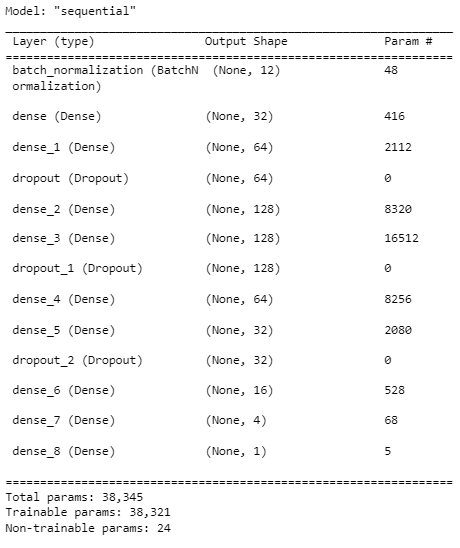 Model: "sequential"
_________________________________________________________________
Layer (type) Output Shape Param #
=================================================================
batch_normalization (BatchN (None, 12) 48
ormalization)
dense (Dense) (None, 32) 416
dense_1 (Dense) (None, 64) 2112
dropout (Dropout) (None, 64) 0
dense_2 (Dense) (None, 128) 8320
dense_3 (Dense) (None, 128) 16512
dropout_1 (Dropout) (None, 128) 0
dense_4 (Dense) (None, 64) 8256
dense_5 (Dense) (None, 32) 2080
dropout_2 (Dropout) (None, 32) 0
dense_6 (Dense) (None, 16) 528
dense_7 (Dense) (None, 4) 68
dense_8 (Dense) (None, 1) 5
=================================================================
Total params: 38,345
Trainable params: 38,321
Non-trainable params: 24